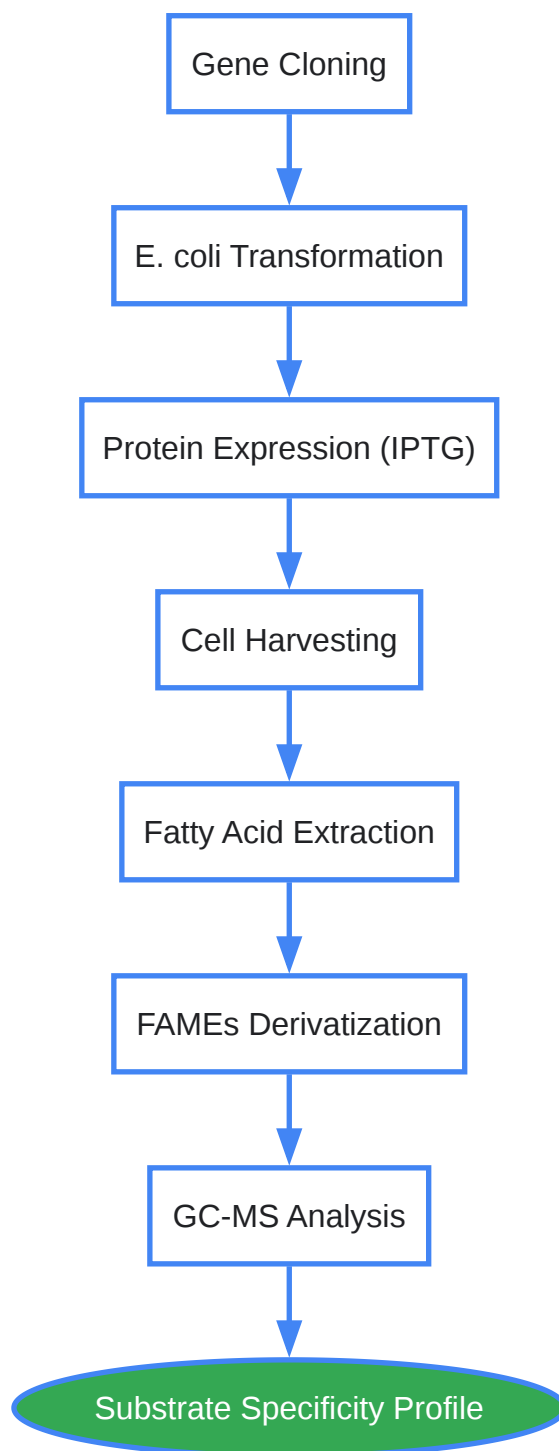 Gene Cloning
E. coli Transformation
Protein Expression (IPTG)
Cell Harvesting
Fatty Acid Extraction
FAMEs Derivatization
GC-MS Analysis
Substrate Specificity Profile